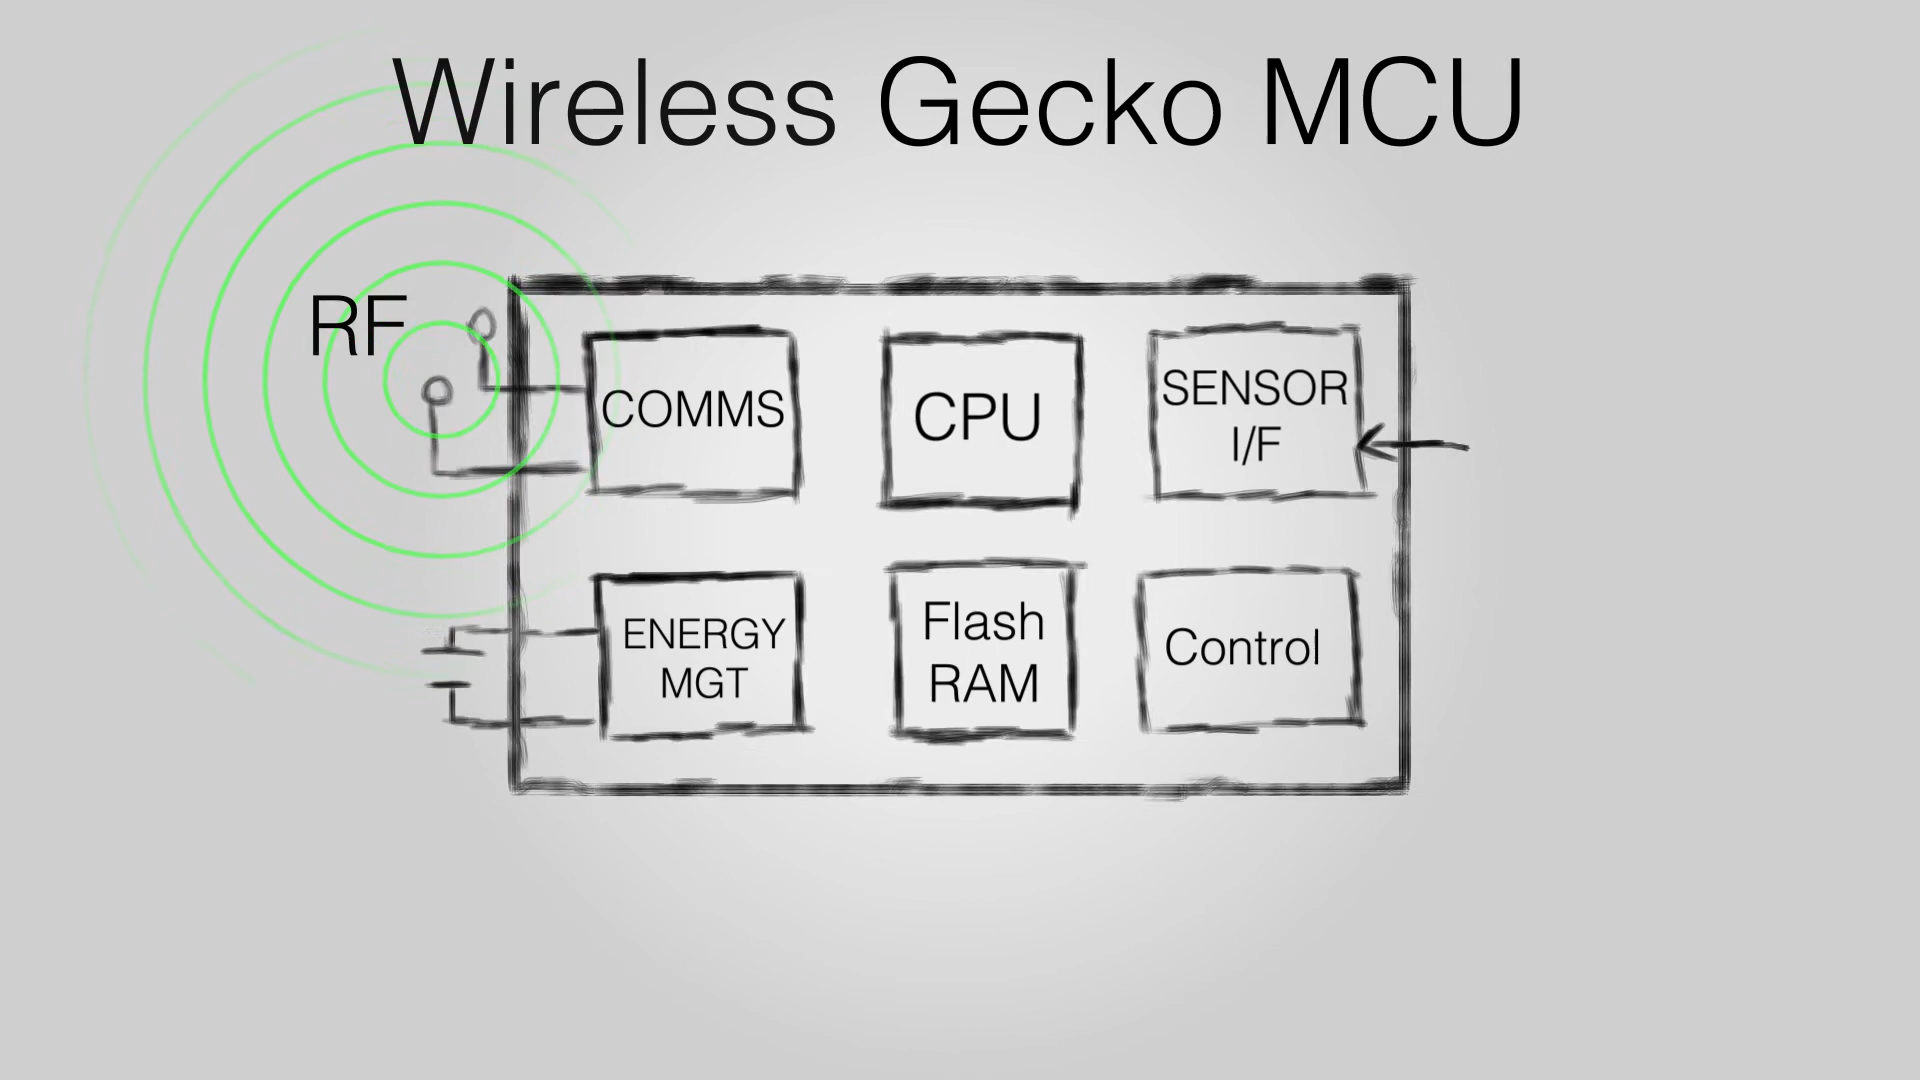 Wireless Gecko MCU
RF
COMMS
CPU
SENSOR
I/F
ENERGY
MGT
Flash
RAM
Control